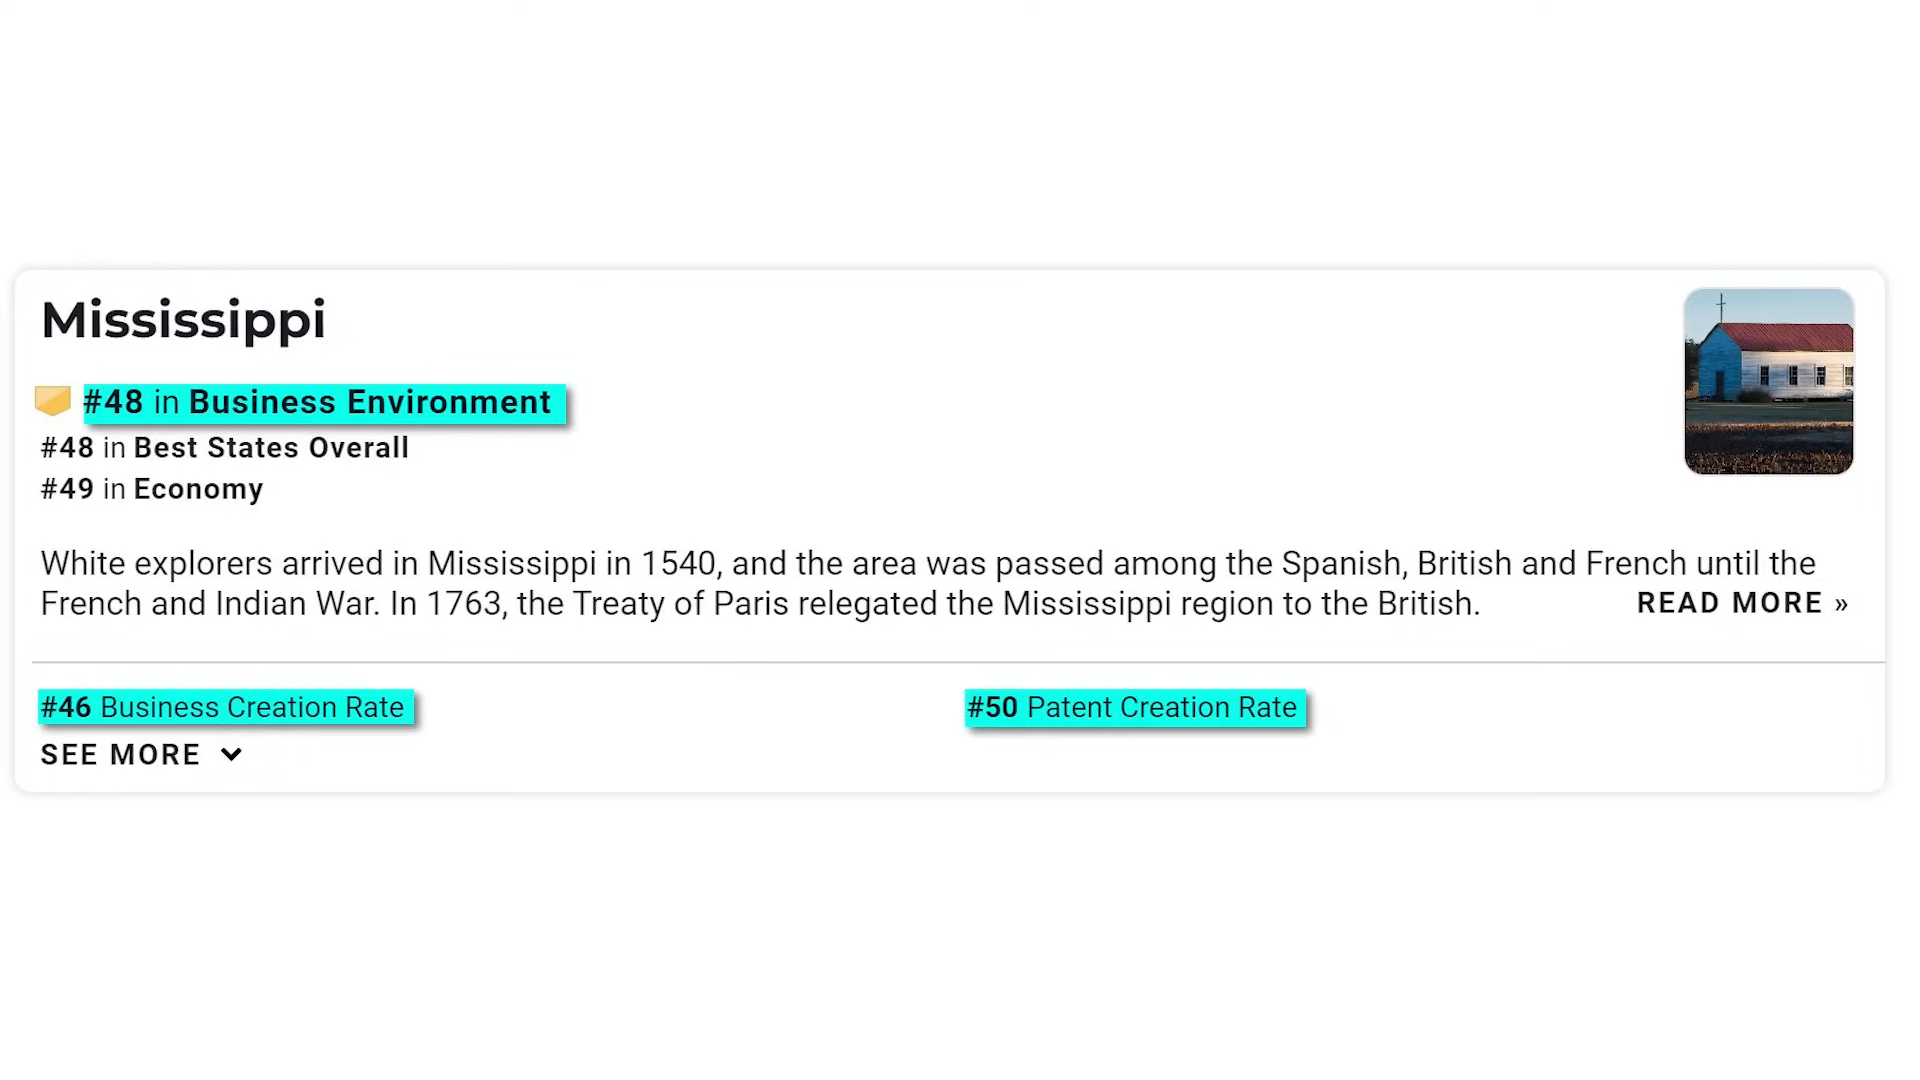 Mississippi
#48 in Business Environment
#48 in Best States Overall
#49 in Economy
White explorers arrived in Mississippi in 1540, and the area was passed among the Spanish, British and French until the
French and Indian War. In 1763, the Treaty of Paris relegated the Mississippi region to the British.
READ MORE »
#46 Business Creation Rate
#50 Patent Creation Rate
SEE MORE